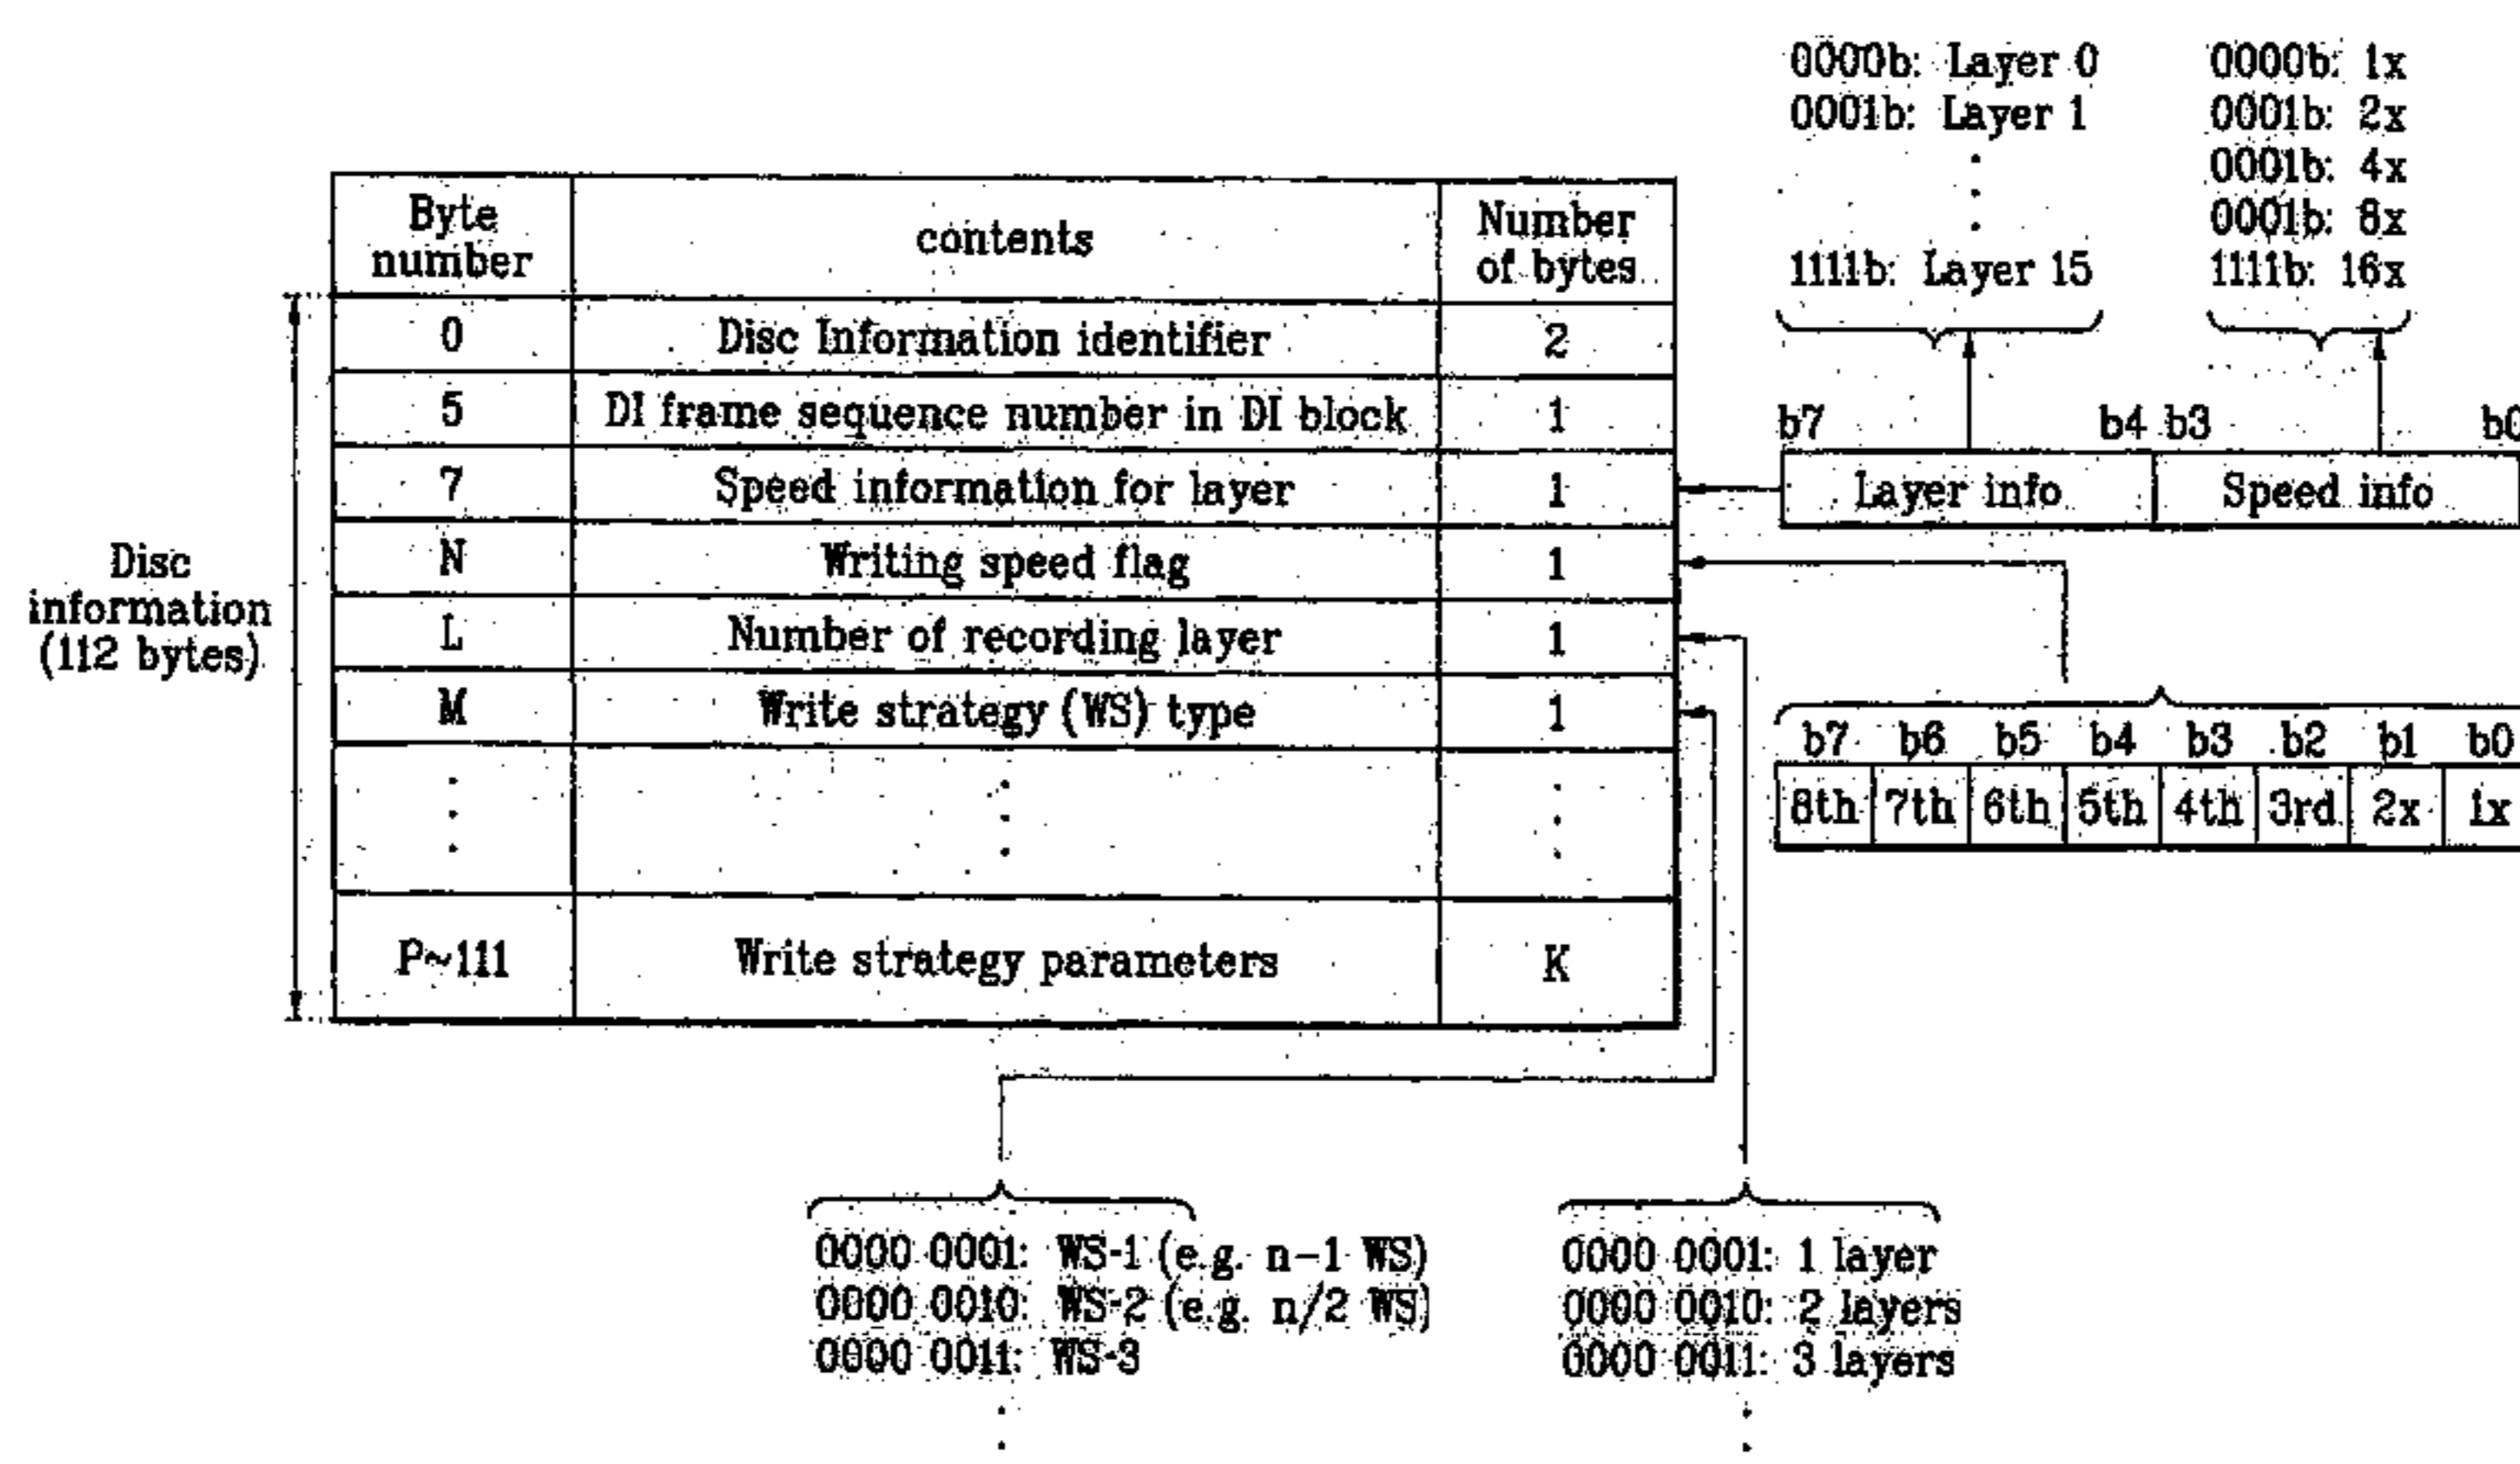 0000b: Layer 0
0001b: Layer 1
1111b: Layer 15
0000b: 1x
0001b: 2x
0001b: 4x
0001b: 8x
1111b: 16x
Byte number contents Number of bytes
0 Disc Information identifier 2
5 DI frame sequence number in DI block 1
7 Speed information for layer 1
N Writing speed flag 1
L Number of recording layer 1
M Write strategy (WS) type 1
P~111 Write strategy parameters K
Disc
information
(112 bytes)
b7 b4 b3 b0
Layer info Speed info
b7 b6 b5 b4 b3 b2 b1 b0
8th 7th 6th 5th 4th 3rd 2x 1x
0000 0001: WS-1 (e.g. n-1 WS)
0000 0010: WS-2 (e.g. n/2 WS)
0000 0011: WS-3
0000 0001: 1 layer
0000 0010: 2 layers
0000 0011: 3 layers